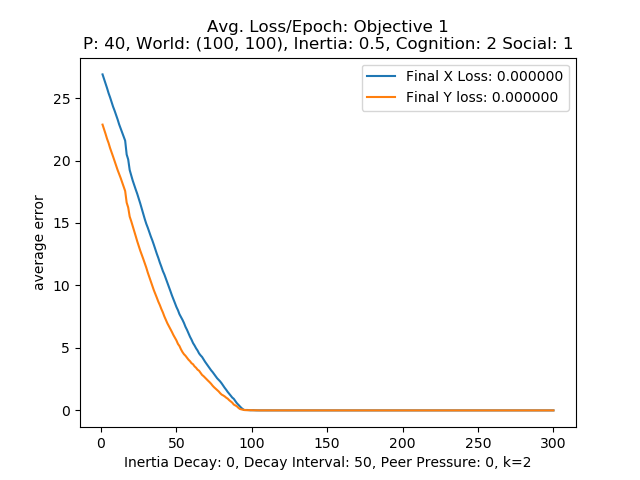 Avg. Loss/Epoch: Objective 1
P: 40, World: (100, 100), Inertia: 0.5, Cognition: 2 Social: 1
Final X Loss: 0.000000
Final Y loss: 0.000000
average error
25
20
15
10
5
0
0 50 100 150 200 250 300
Inertia Decay: 0, Decay Interval: 50, Peer Pressure: 0, k=2